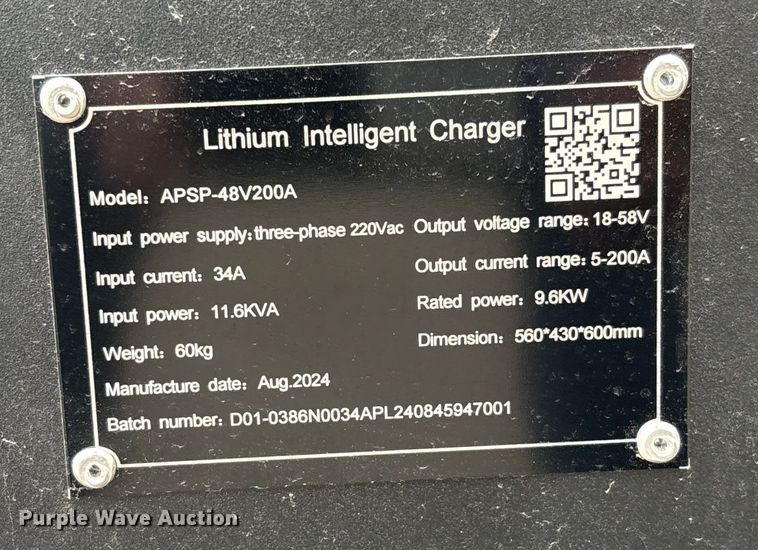 Lithium Intelligent Charger
Model: APSP-48V200A
Input power supply: three-phase 220Vac Output voltage range: 18-58V
Input current: 34A Output current range: 5-200A
Input power: 11.6KVA Rated power: 9.6KW
Weight: 60kg Dimension: 560*430*600mm
Manufacture date: Aug.2024
Batch number: D01-0386N0034APL240845947001
Purple Wave Auction